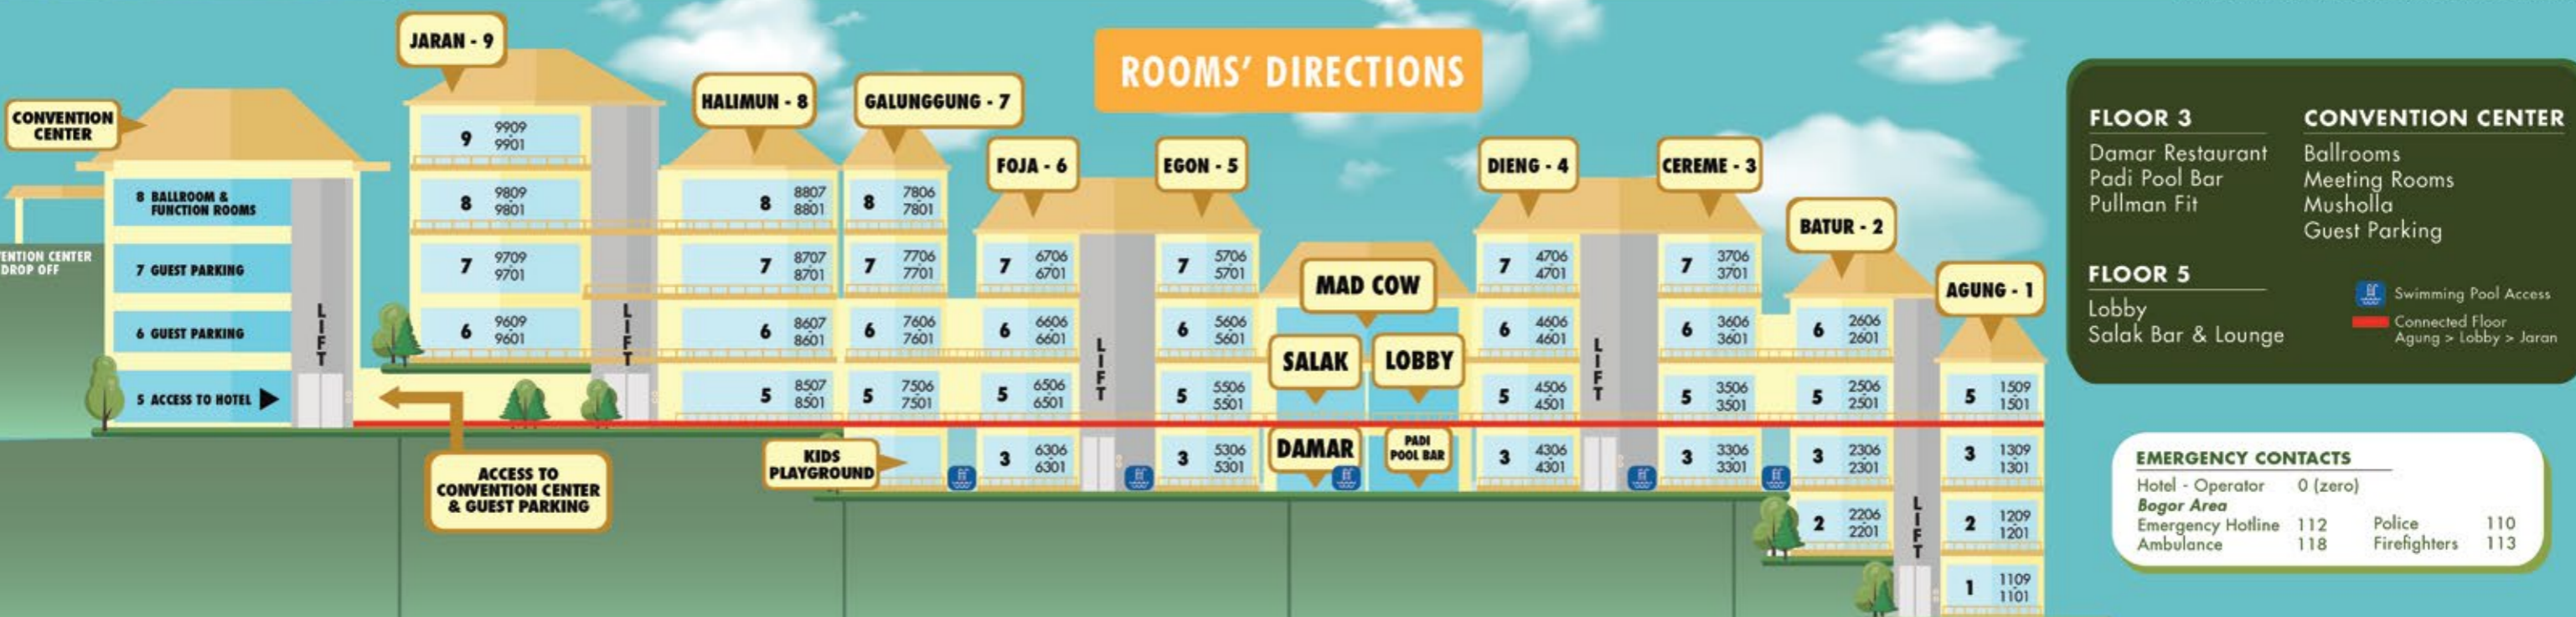 ROOMS' DIRECTIONS
CONVENTION
CENTER
8 BALLROOM &
FUNCTION ROOMS
7 GUEST PARKING
6 GUEST PARKING
5 ACCESS TO HOTEL
LIFT
ENTION CENTER
DROP OFF
JARAN - 9
9 9909
9901
8 9809
9801
7 9709
9701
6 9609
9601
LIFT
ACCESS TO
CONVENTION CENTER
& GUEST PARKING
HALIMUN - 8
8 8807
8801
7 8707
8701
6 8607
8601
5 8507
8501
GALUNGGUNG - 7
8 7806
7801
7 7706
7701
6 7606
7601
5 7506
7501
KIDS
PLAYGROUND
FOJA - 6
7 6706
6701
6 6606
6601
5 6506
6501
3 6306
6301
LIFT
EGON - 5
7 5706
5701
6 5606
5601
5 5506
5501
3 5306
5301
MAD COW
SALAK
LOBBY
DAMAR
PADI
POOL BAR
DIENG - 4
7 4706
4701
6 4606
4601
5 4506
4501
3 4306
4301
LIFT
CEREME - 3
7 3706
3701
6 3606
3601
5 3506
3501
3 3306
3301
BATUR - 2
6 2606
2601
5 2506
2501
3 2306
2301
2 2206
2201
LIFT
AGUNG - 1
5 1509
1501
3 1309
1301
2 1209
1201
1 1109
1101
FLOOR 3
Damar Restaurant
Padi Pool Bar
Pullman Fit
FLOOR 5
Lobby
Salak Bar & Lounge
CONVENTION CENTER
Ballrooms
Meeting Rooms
Musholla
Guest Parking
Swimming Pool Access
Connected Floor
Agung > Lobby > Jaran
EMERGENCY CONTACTS
Hotel - Operator 0 (zero)
Bogor Area
Emergency Hotline 112 Police 110
Ambulance 118 Firefighters 113